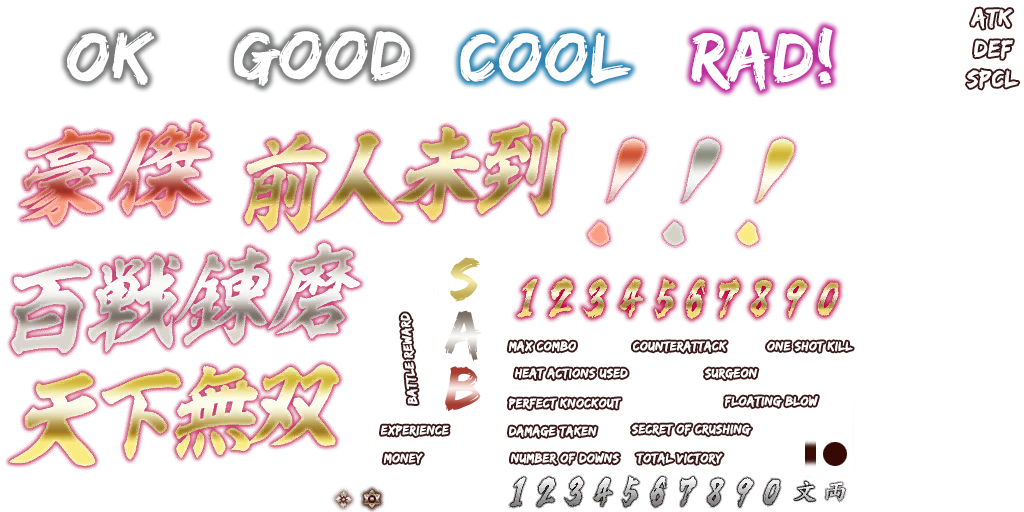 OK GOOD COOL RAD!
ATK
DEF
SPCL
豪傑 前人未到 ! ! !
百戦錬磨
天下無双
S
A
B
BATTLE REWARD
EXPERIENCE
MONEY
1 2 3 4 5 6 7 8 9 0
MAX COMBO COUNTERATTACK ONE SHOT KILL
HEAT ACTIONS USED SURGEON
PERFECT KNOCKOUT FLOATING BLOW
DAMAGE TAKEN SECRET OF CRUSHING
NUMBER OF DOWNS TOTAL VICTORY
1 2 3 4 5 6 7 8 9 0 文 両